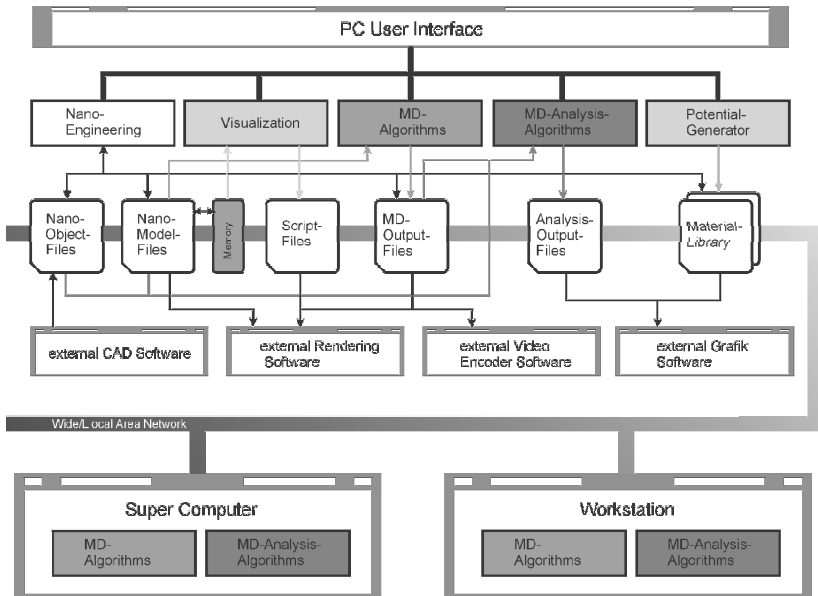 PC User Interface
Nano-
Engineering
Visualization
MD-
Algorithms
MD-Analysis-
Algorithms
Potential-
Generator
Nano-
Object-
Files
Nano-
Model-
Files
Memory
Script-
Files
MD-
Output-
Files
Analysis-
Output-
Files
Material-
Library
external CAD Software
external Rendering
Software
external Video
Encoder Software
external Grafik
Software
Wide/Local Area Network
Super Computer
MD-
Algorithms
MD-Analysis-
Algorithms
Workstation
MD-
Algorithms
MD-Analysis-
Algorithms